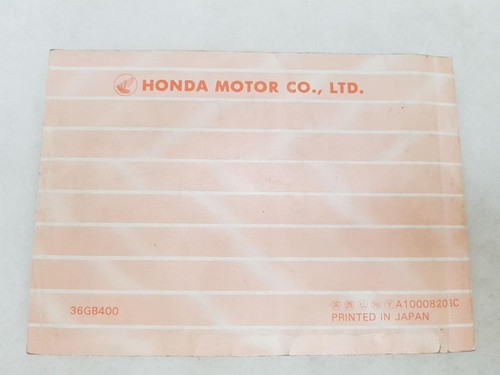 HONDA MOTOR CO., LTD.
36GB400
A10008203C
PRINTED IN JAPAN